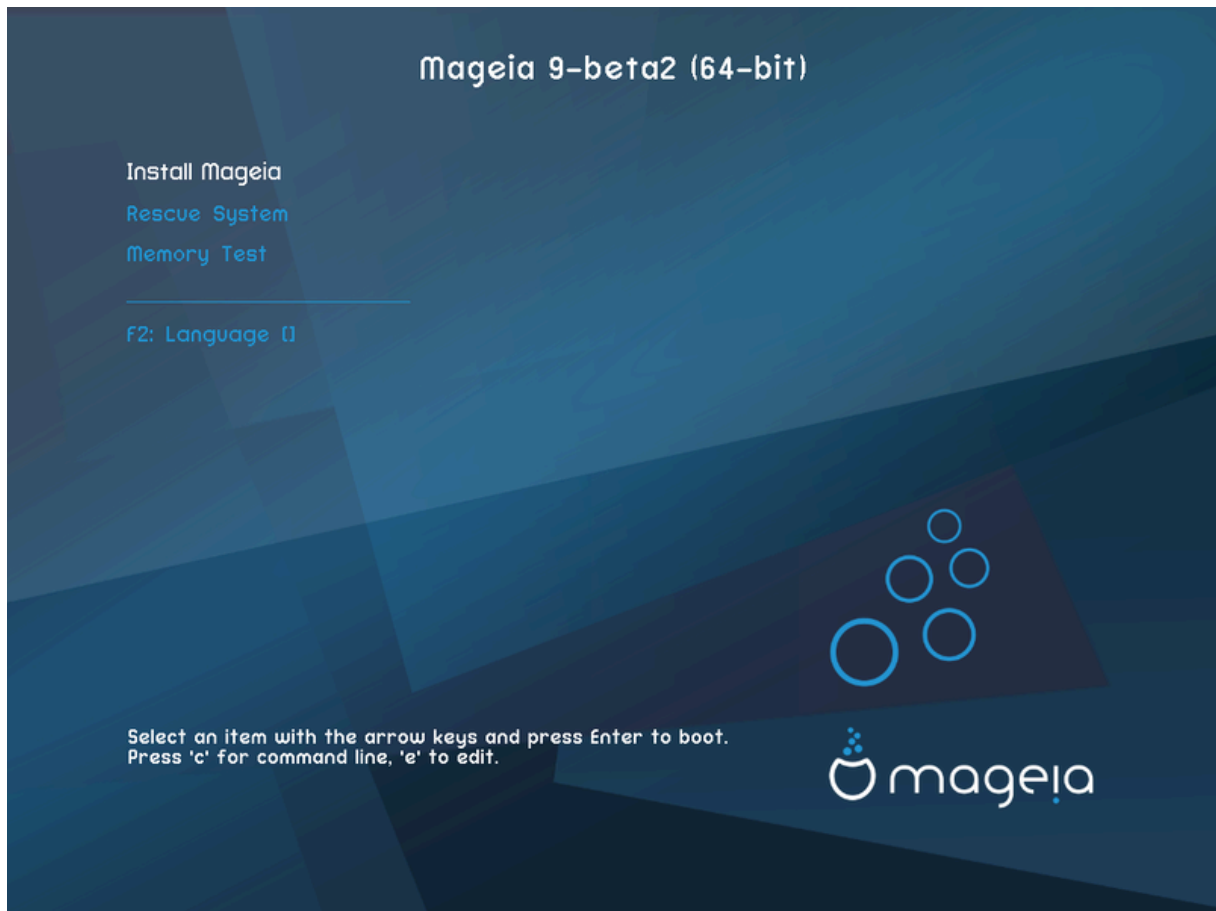 Mageia 9-beta2 (64-bit)
Install Mageia
Rescue System
Memory Test
F2: Language []
Select an item with the arrow keys and press Enter to boot.
Press 'c' for command line, 'e' to edit.
mageia